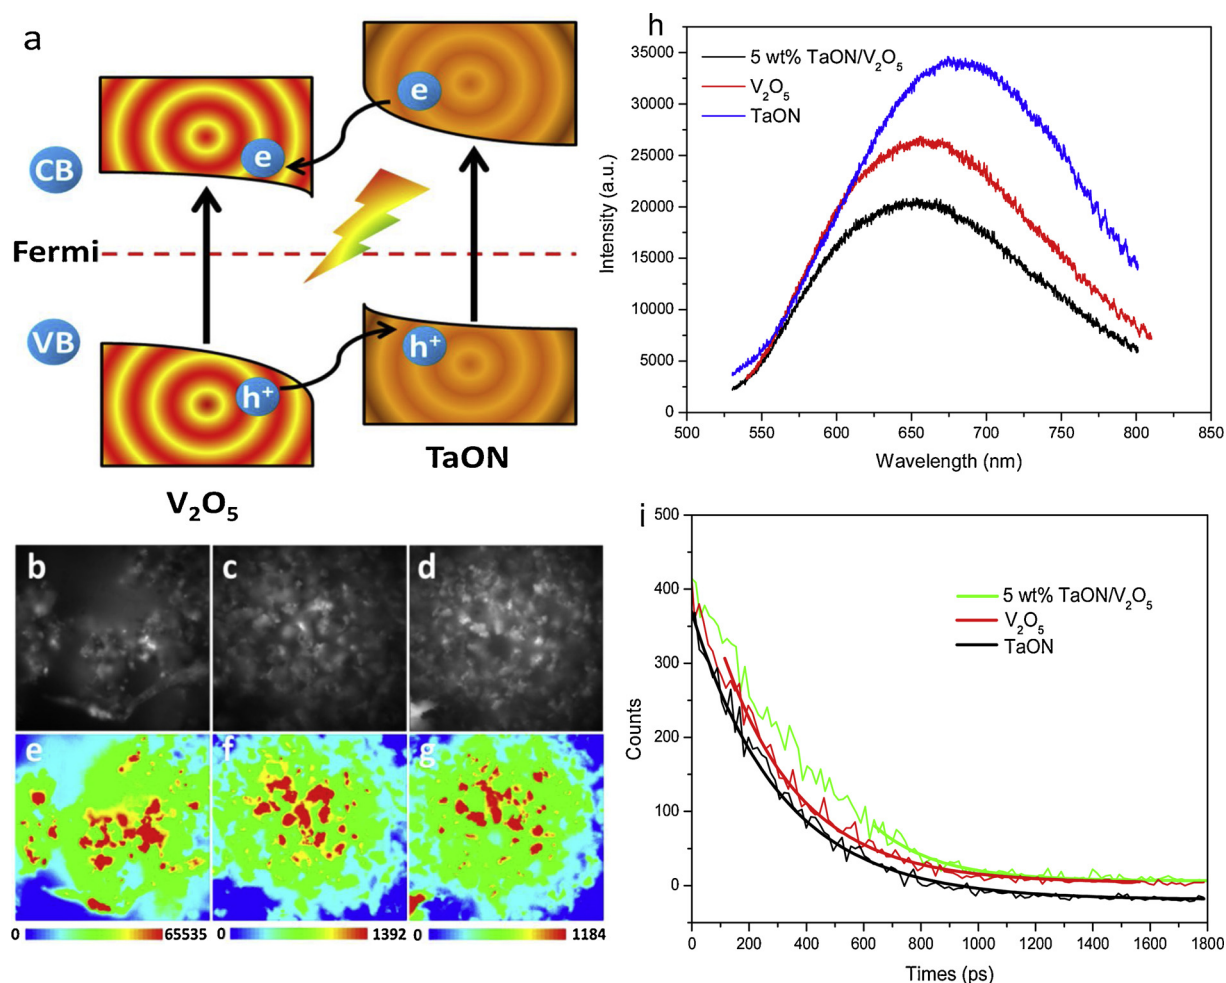 a
e
e
CB
Fermi
VB
h⁺
h⁺
TaON
V₂O₅
b
c
d
e
f
g
0 65535
0 1392
0 1184
h
5 wt% TaON/V₂O₅
V₂O₅
TaON
Intensity (a.u.)
35000
30000
25000
20000
15000
10000
5000
0
500 550 600 650 700 750 800 850
Wavelength (nm)
i
5 wt% TaON/V₂O₅
V₂O₅
TaON
Counts
500
400
300
200
100
0
0 200 400 600 800 1000 1200 1400 1600 1800
Times (ps)